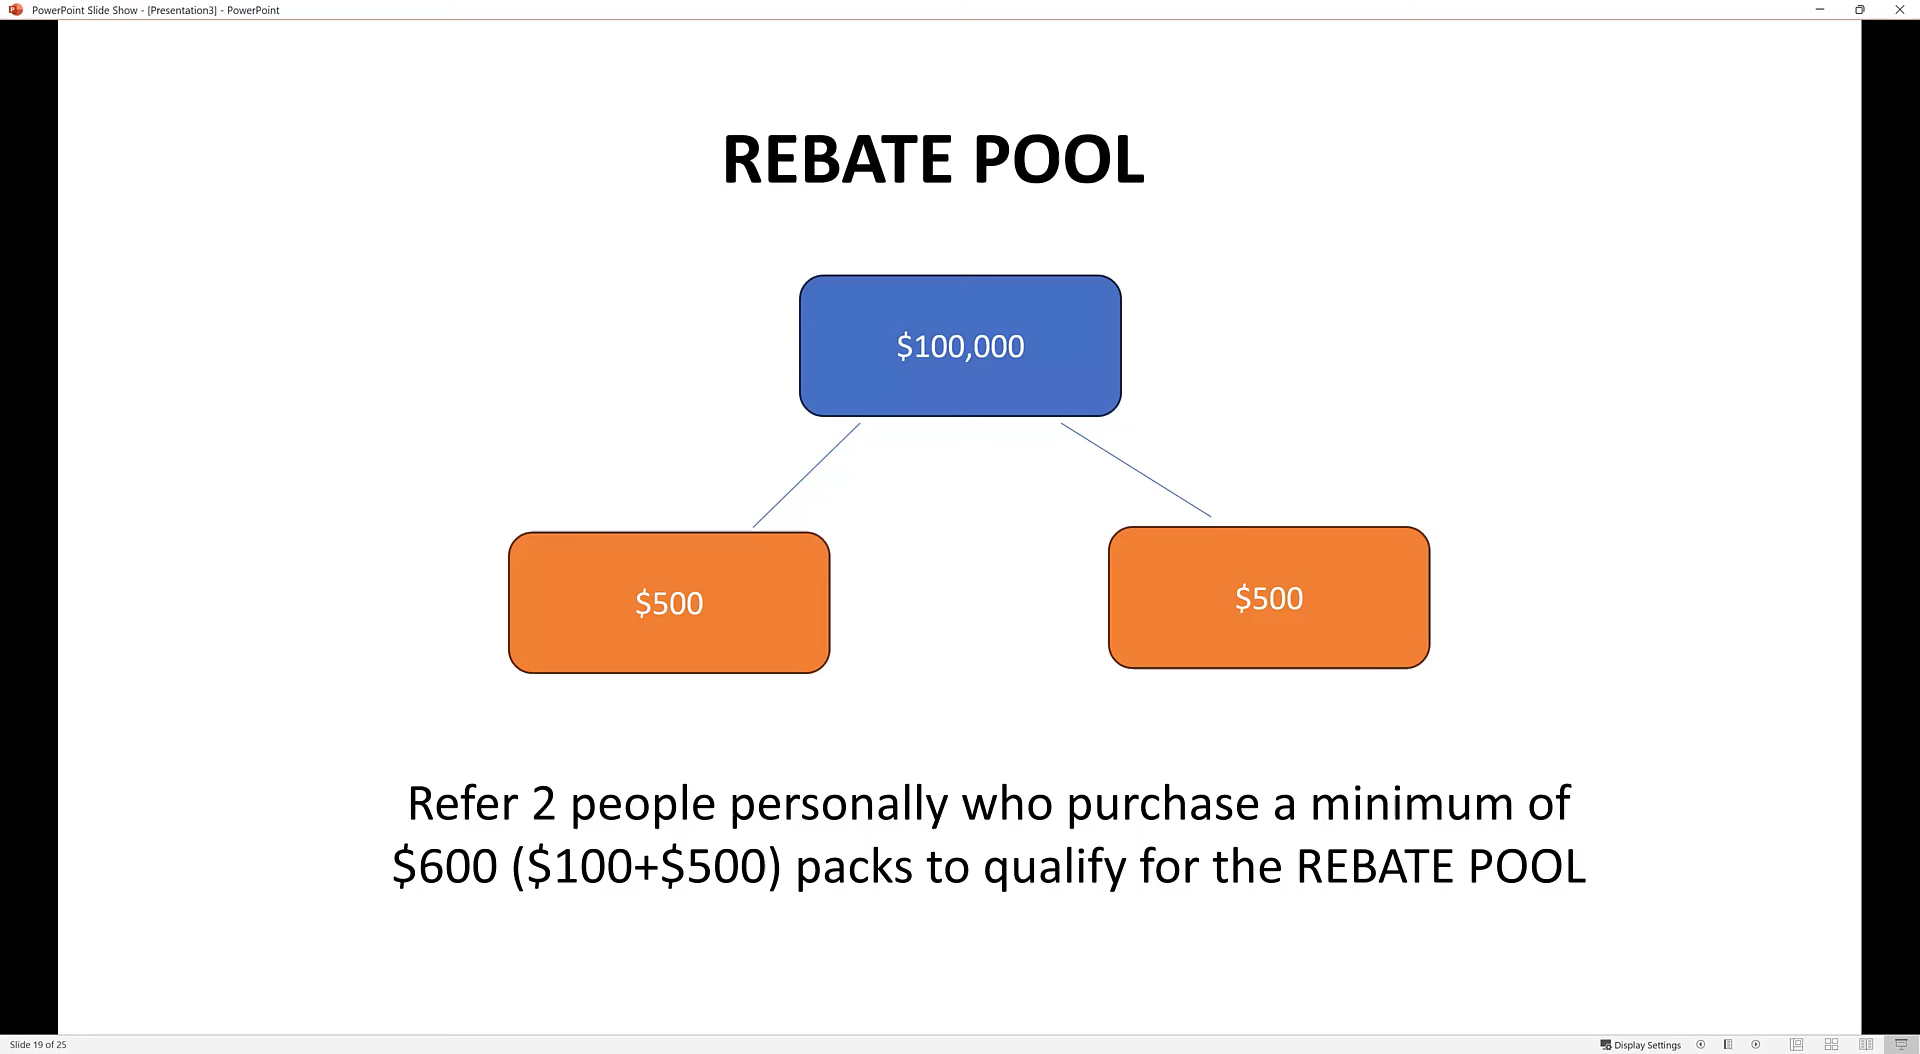 PowerPoint Slide Show - [Presentation3] - PowerPoint
REBATE POOL
$100,000
$500
$500
Refer 2 people personally who purchase a minimum of
$600 ($100+$500) packs to qualify for the REBATE POOL
Slide 19 of 25
Display Settings